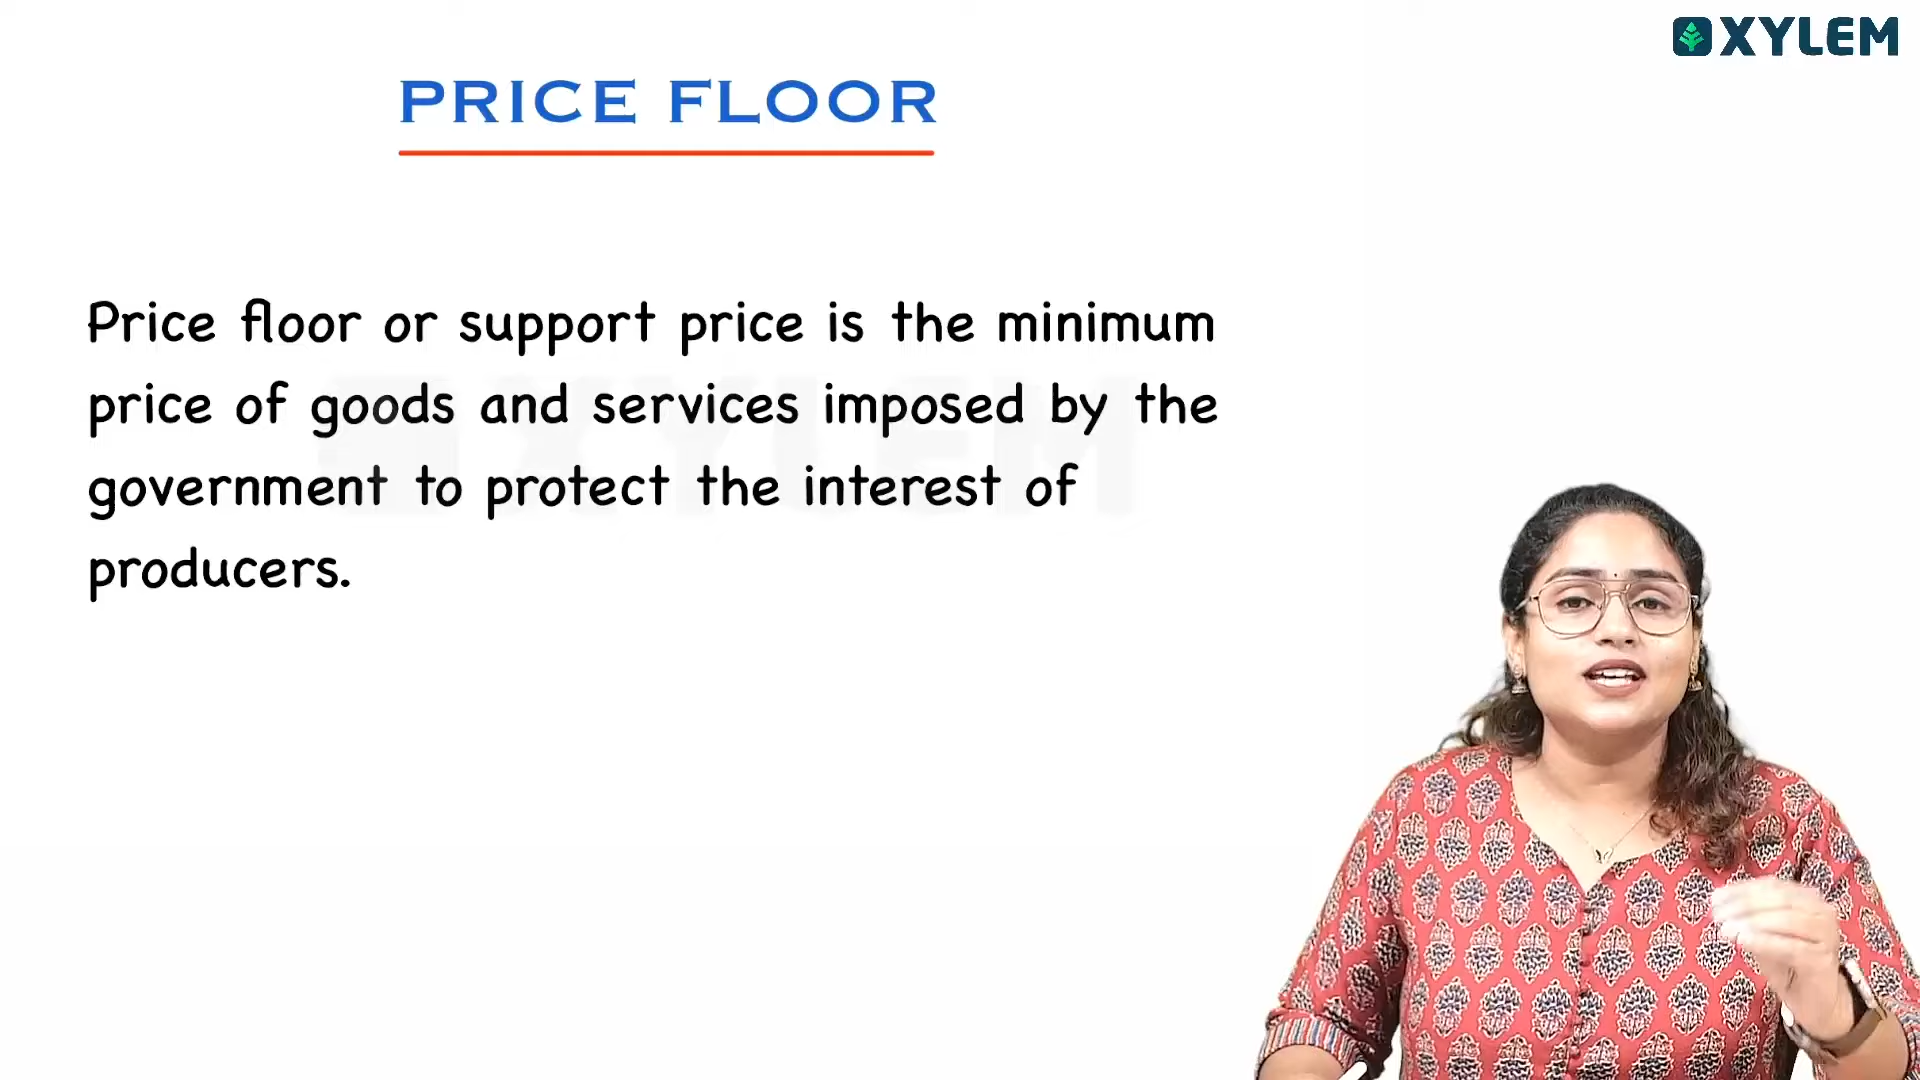 XYLEM
PRICE FLOOR
Price floor or support price is the minimum
price of goods and services imposed by the
government to protect the interest of
producers.
XYLEM